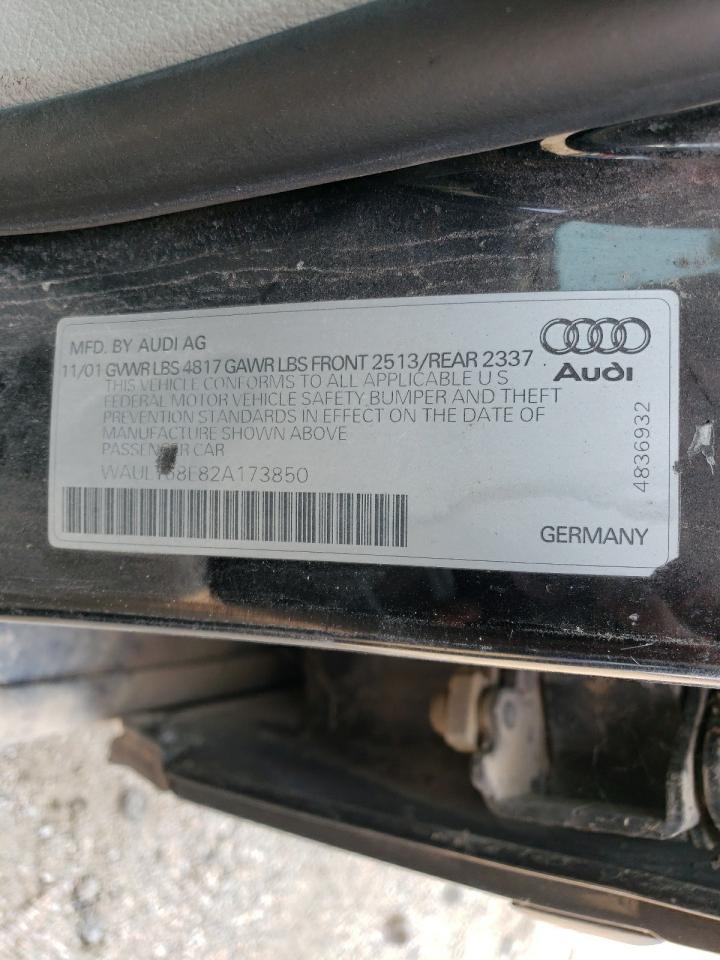 MFD. BY AUDI AG
11/01 GVWR LBS 4817 GAWR LBS FRONT 2513/REAR 2337
THIS VEHICLE CONFORMS TO ALL APPLICABLE U S
FEDERAL MOTOR VEHICLE SAFETY BUMPER AND THEFT
PREVENTION STANDARDS IN EFFECT ON THE DATE OF
MANUFACTURE SHOWN ABOVE
PASSENGER CAR
WAULT68E82A173850
Audi
4836932
GERMANY